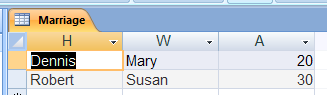 Marriage
H W A
Dennis Mary 20
Robert Susan 30